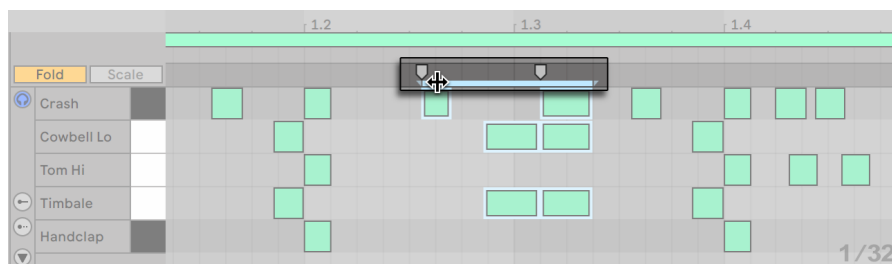 1.2 1.3 1.4
Fold Scale
Crash
Cowbell Lo
Tom Hi
Timbale
Handclap
1/32